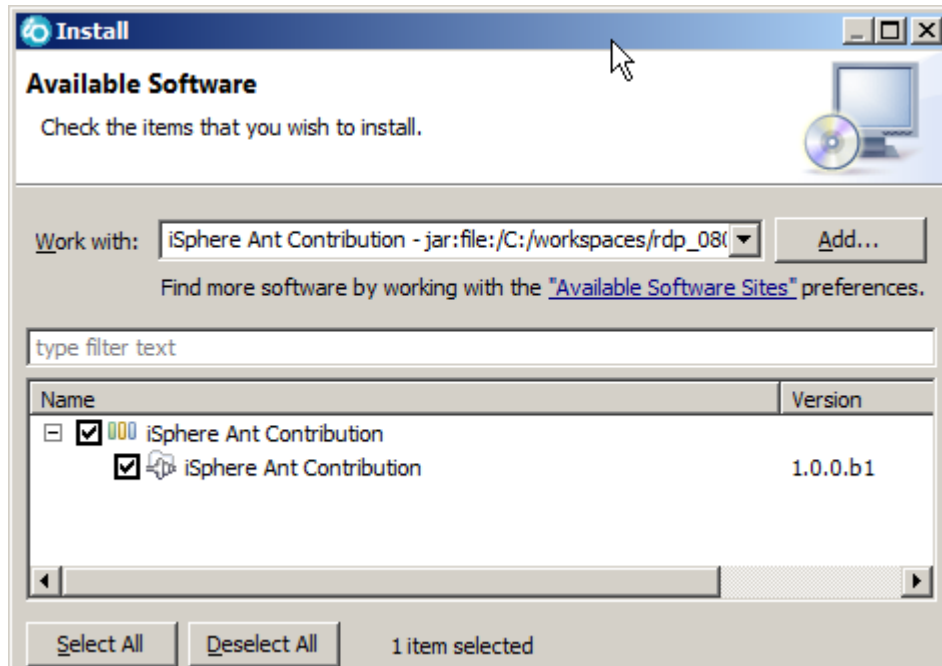 Install
Available Software
Check the items that you wish to install.
Work with: iSphere Ant Contribution - jar:file:/C:/workspaces/rdp_08( Add...
Find more software by working with the "Available Software Sites" preferences.
type filter text
Name Version
iSphere Ant Contribution
iSphere Ant Contribution 1.0.0.b1
Select All Deselect All 1 item selected